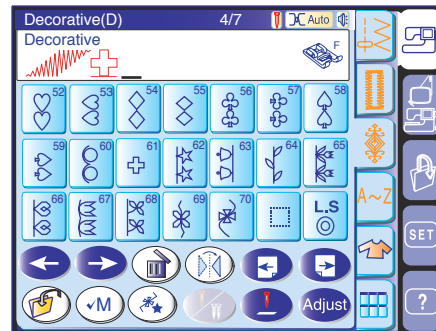 Decorative(D) 4/7 Auto
Decorative
F
52 53 54 55 56 57 58
59 60 61 62 63 64 65
66 67 68 69 70 L.S
A~Z
SET
✓M Adjust
?